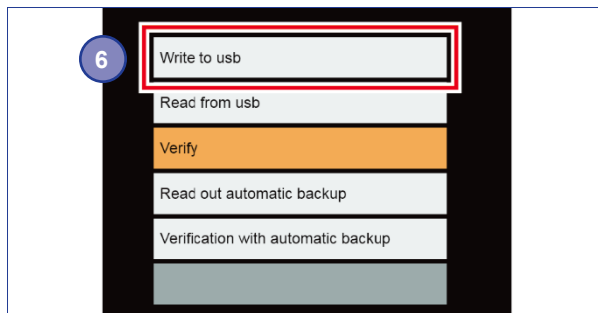 6
Write to usb
Read from usb
Verify
Read out automatic backup
Verification with automatic backup